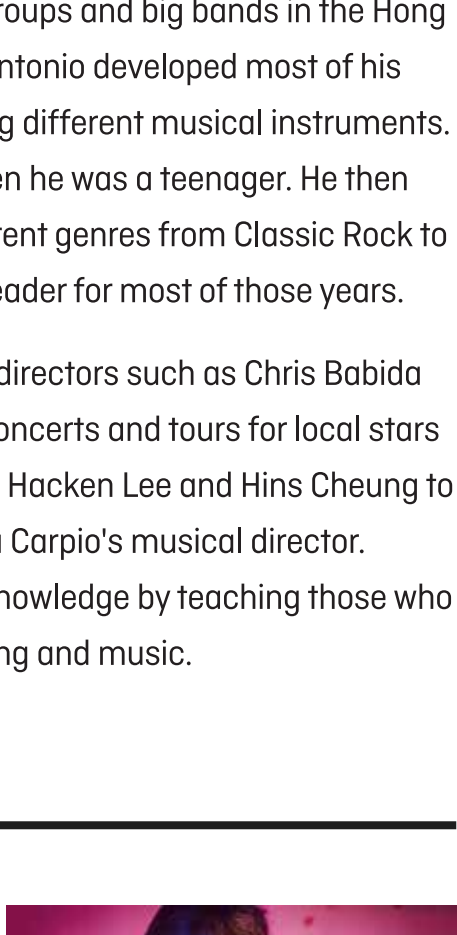 roups and big bands in the Hong
ntonio developed most of his
g different musical instruments.
en he was a teenager. He then
rent genres from Classic Rock to
eader for most of those years.
directors such as Chris Babida
oncerts and tours for local stars
Hacken Lee and Hins Cheung to
Carpio's musical director.
nowledge by teaching those who
ng and music.